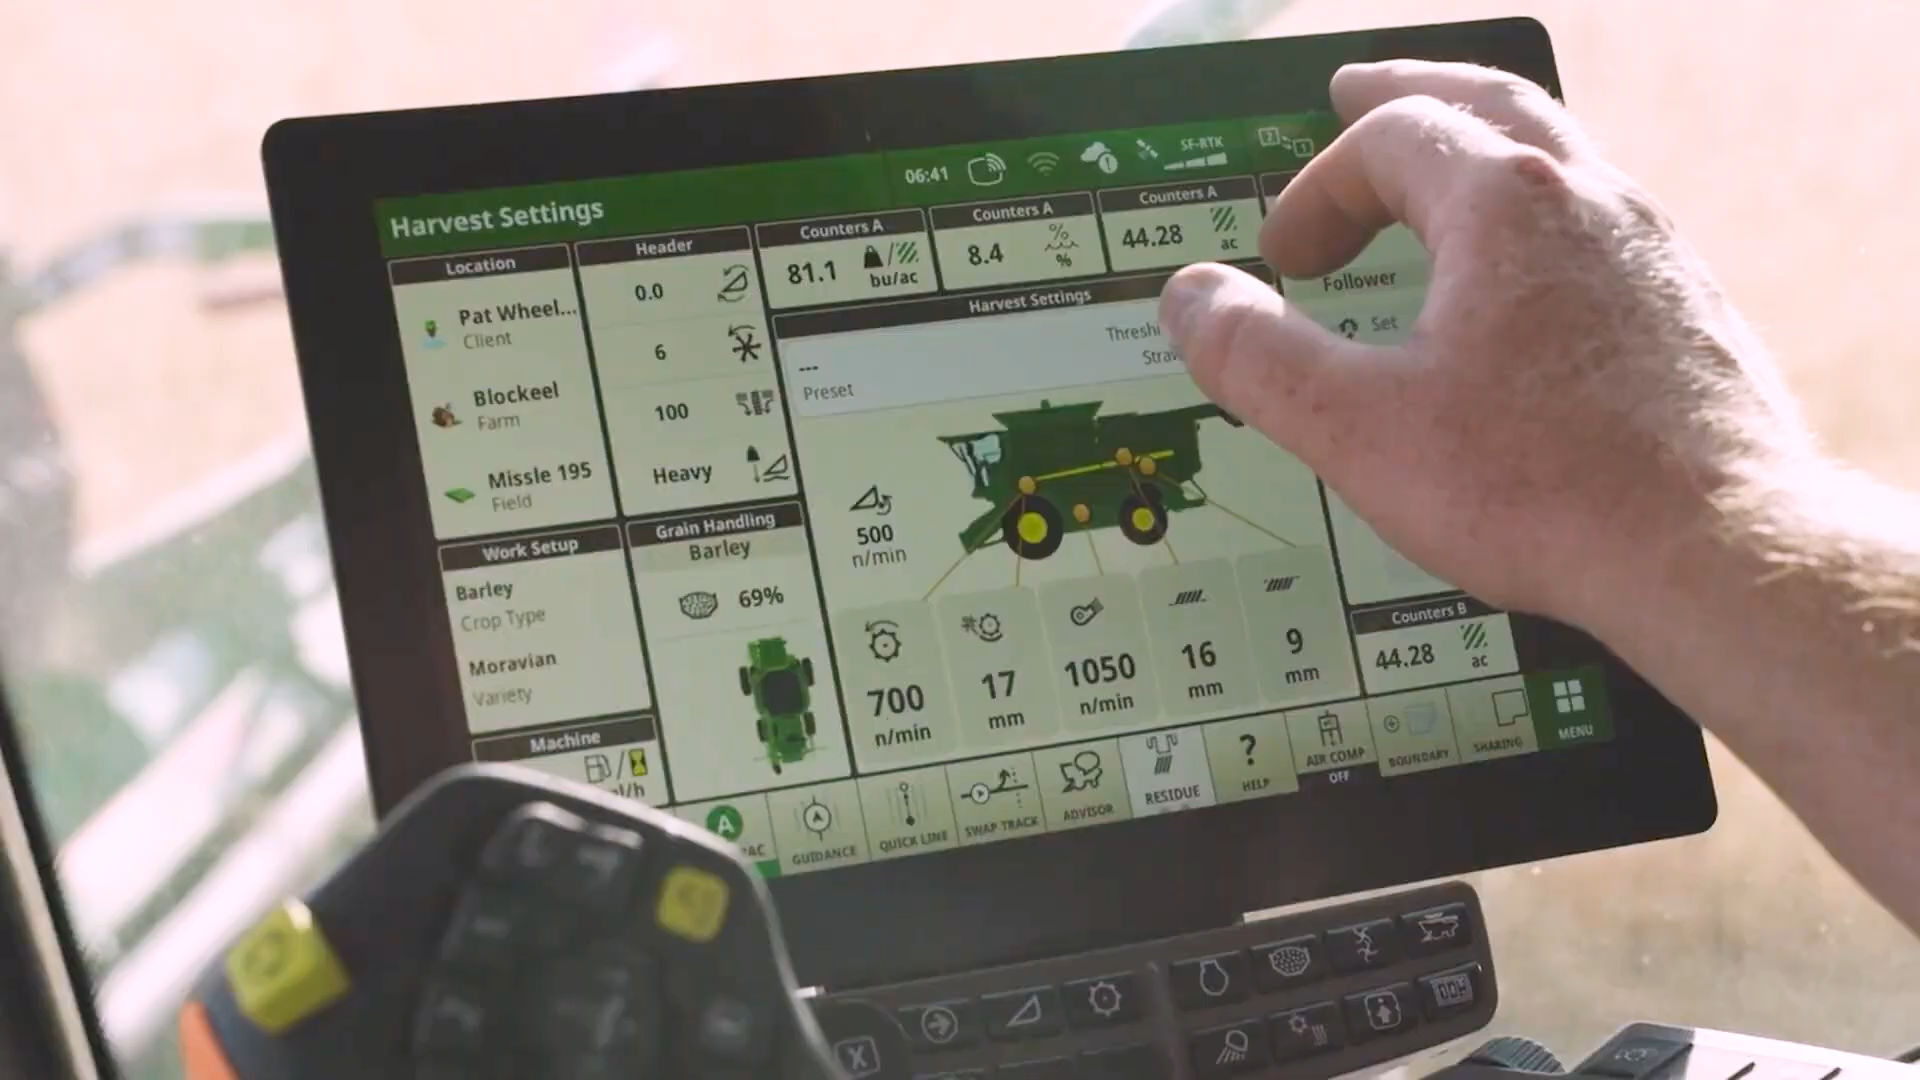 06:41
SF-RTK
2
1
Harvest Settings
Location
Pat Wheel...
Client
Blockeel
Farm
Missle 195
Field
Header
0.0
6
100
Heavy
Counters A
81.1
bu/ac
Counters A
8.4
%
%
Counters A
44.28
ac
Harvest Settings
---
Preset
500
n/min
700
n/min
17
mm
1050
n/min
16
mm
9
mm
Follower
Set
Work Setup
Barley
Crop Type
Moravian
Variety
Grain Handling
Barley
69%
Machine
Counters B
44.28
ac
A
GUIDANCE
QUICK LINE
SWAP TRACK
ADVISOR
RESIDUE
?
HELP
AIR COMP
OFF
BOUNDARY
SHARING
MENU
X